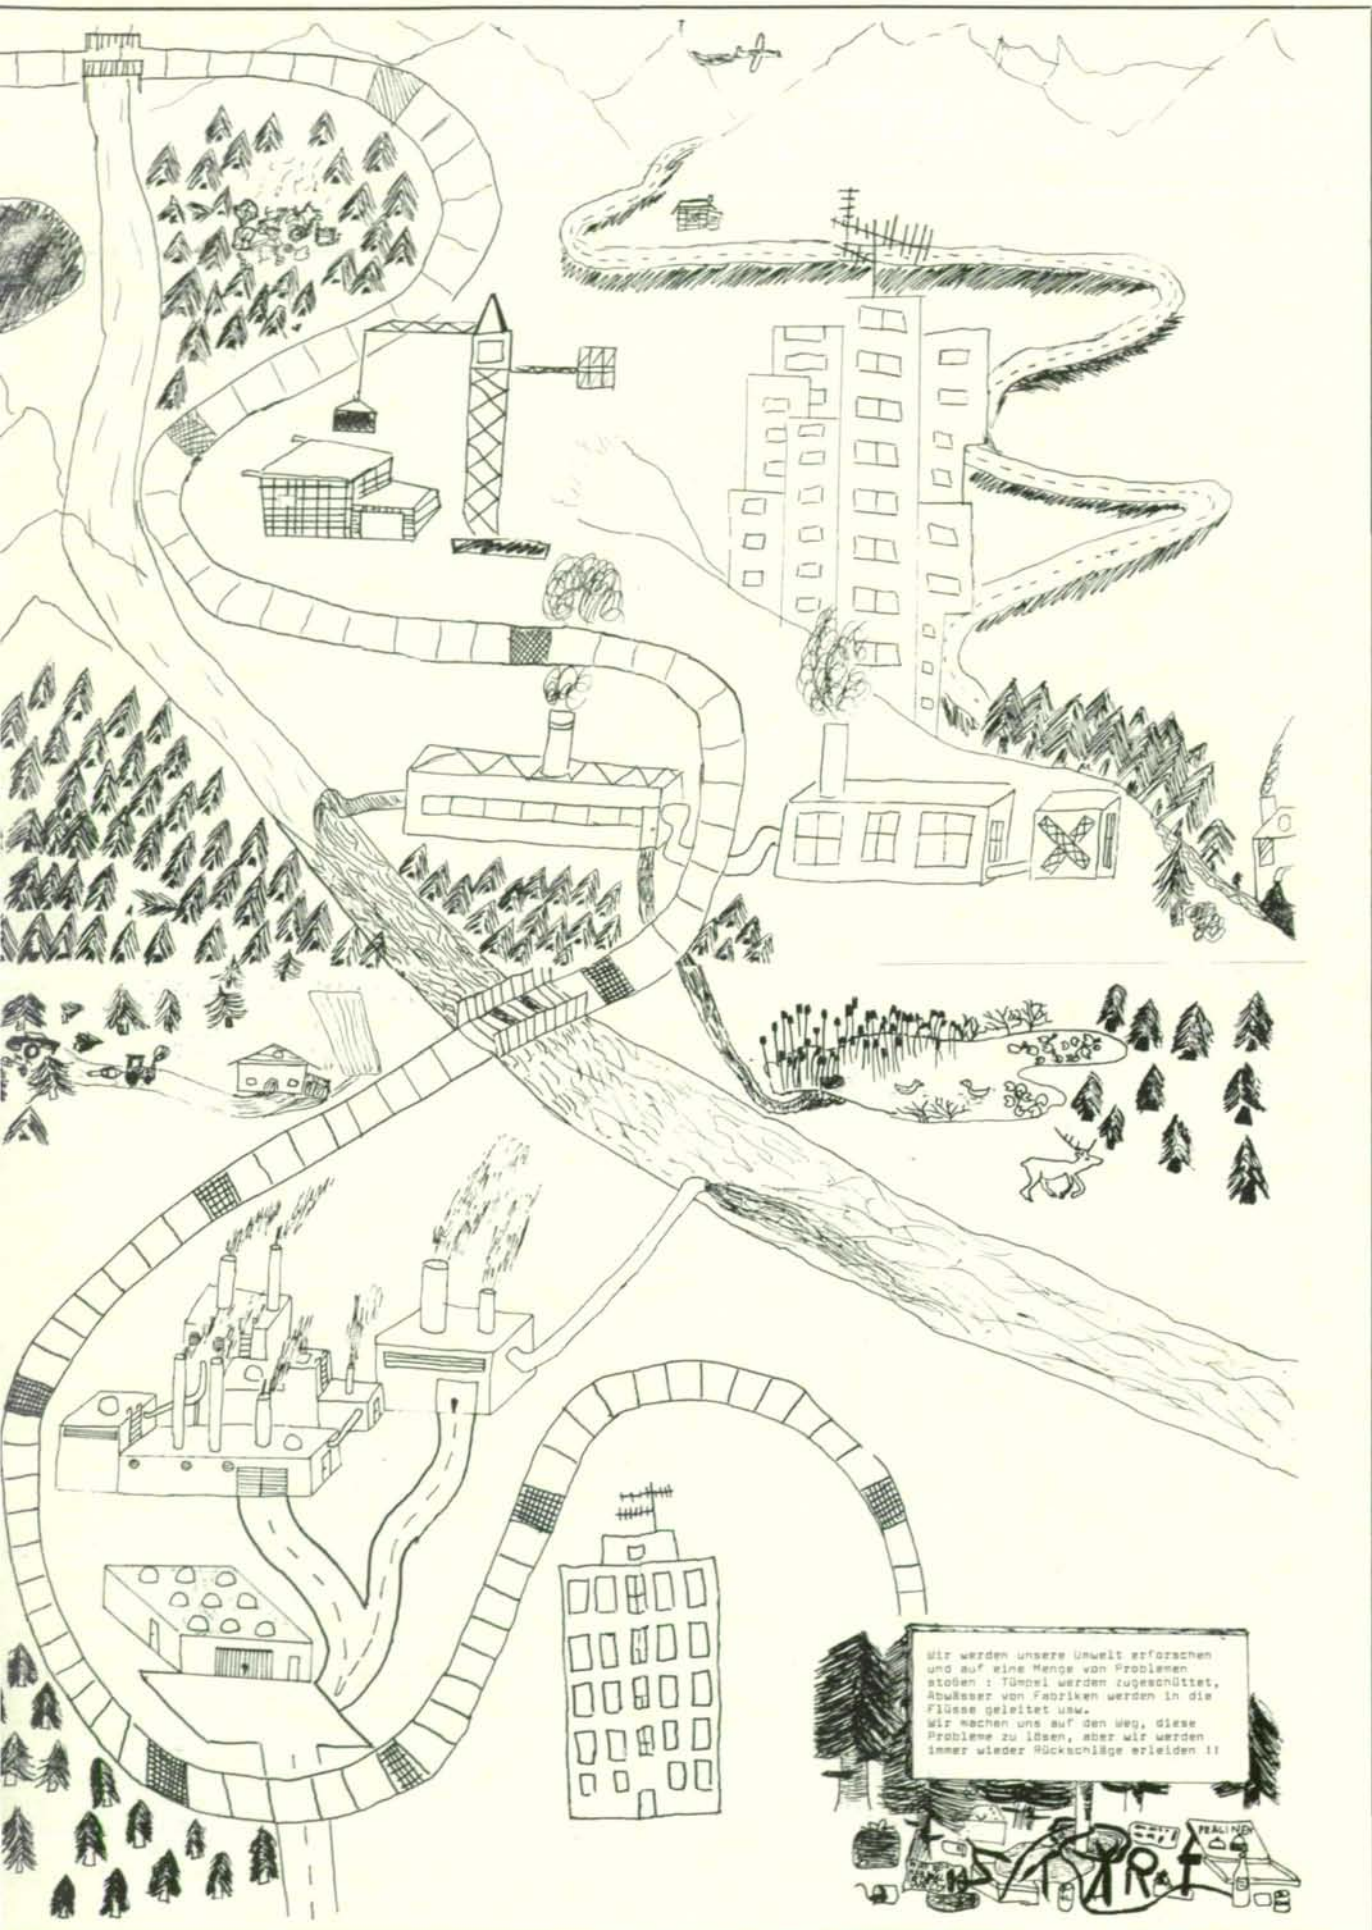 Wir werden unsere Umwelt erforschen
und auf eine Menge von Problemen
stoßen : Tümpel werden zugeschüttet,
Abwässer von Fabriken werden in die
Flüsse geleitet usw.
Wir machen uns auf den Weg, diese
Probleme zu lösen, aber wir werden
immer wieder Rückschläge erleiden !!
PRALINEN
START